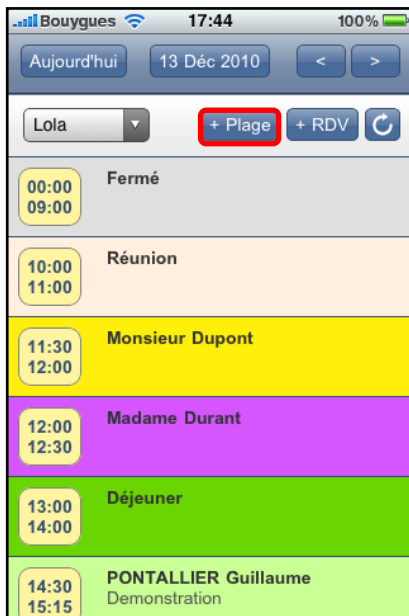 Bouygues 17:44 100%
Aujourd'hui 13 Déc 2010 < >
Lola + Plage + RDV
00:00 Fermé
09:00
10:00 Réunion
11:00
11:30 Monsieur Dupont
12:00
12:00 Madame Durant
12:30
13:00 Déjeuner
14:00
14:30 PONTALLIER Guillaume
15:15 Demonstration